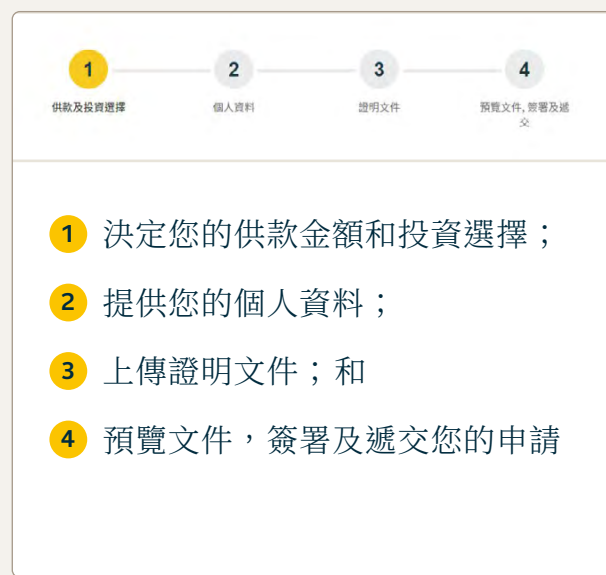 1 2 3 4
供款及投資選擇 個人資料 證明文件 預覽文件, 簽署及遞
交
1 決定您的供款金額和投資選擇；
2 提供您的個人資料；
3 上傳證明文件；和
4 預覽文件，簽署及遞交您的申請